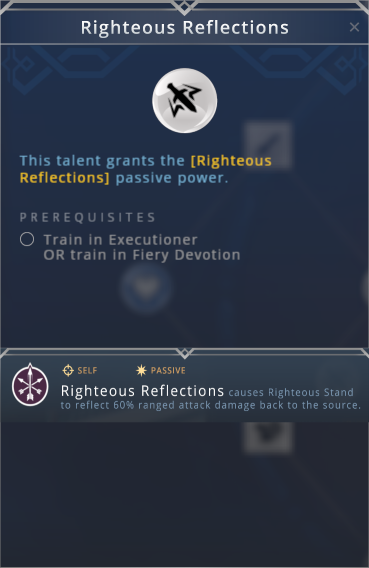 Righteous Reflections
This talent grants the [Righteous
Reflections] passive power.
PREREQUISITES
Train in Executioner
OR train in Fiery Devotion
SELF PASSIVE
Righteous Reflections causes Righteous Stand
to reflect 60% ranged attack damage back to the source.